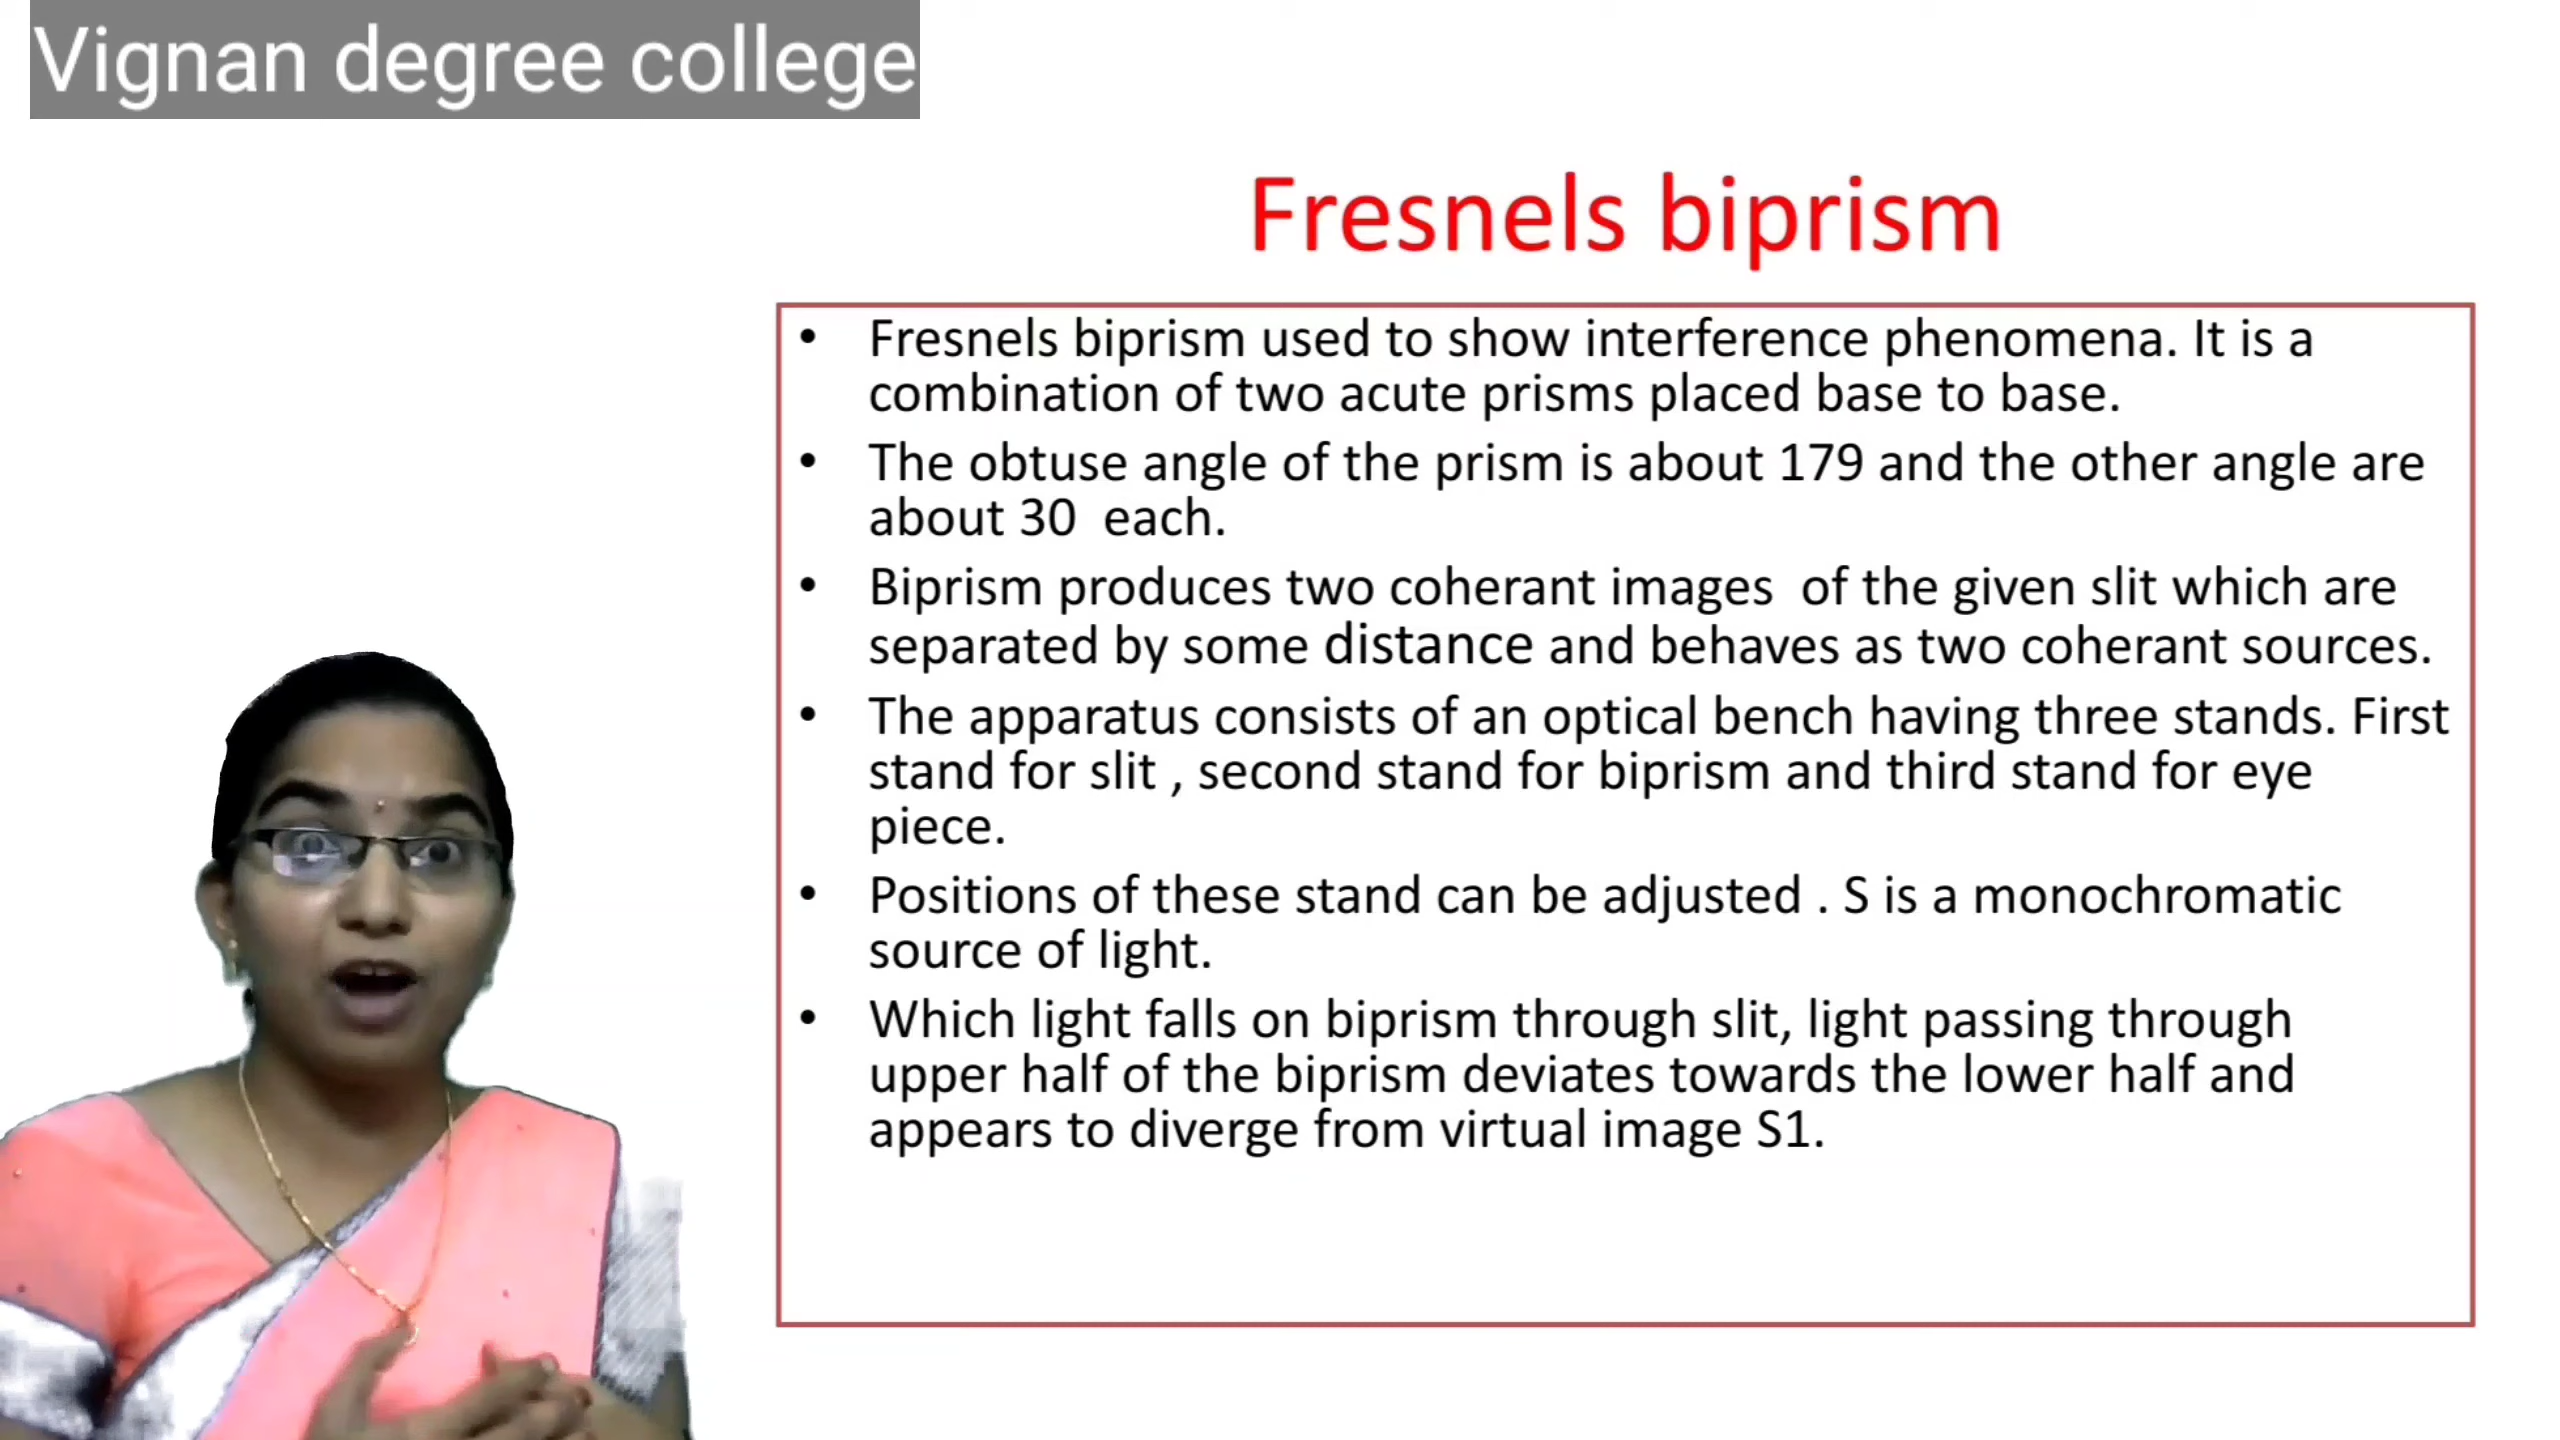 Vignan degree college
Fresnels biprism
• Fresnels biprism used to show interference phenomena. It is a
combination of two acute prisms placed base to base.
• The obtuse angle of the prism is about 179 and the other angle are
about 30  each.
• Biprism produces two coherant images  of the given slit which are
separated by some distance and behaves as two coherant sources.
• The apparatus consists of an optical bench having three stands. First
stand for slit , second stand for biprism and third stand for eye
piece.
• Positions of these stand can be adjusted . S is a monochromatic
source of light.
• Which light falls on biprism through slit, light passing through
upper half of the biprism deviates towards the lower half and
appears to diverge from virtual image S1.